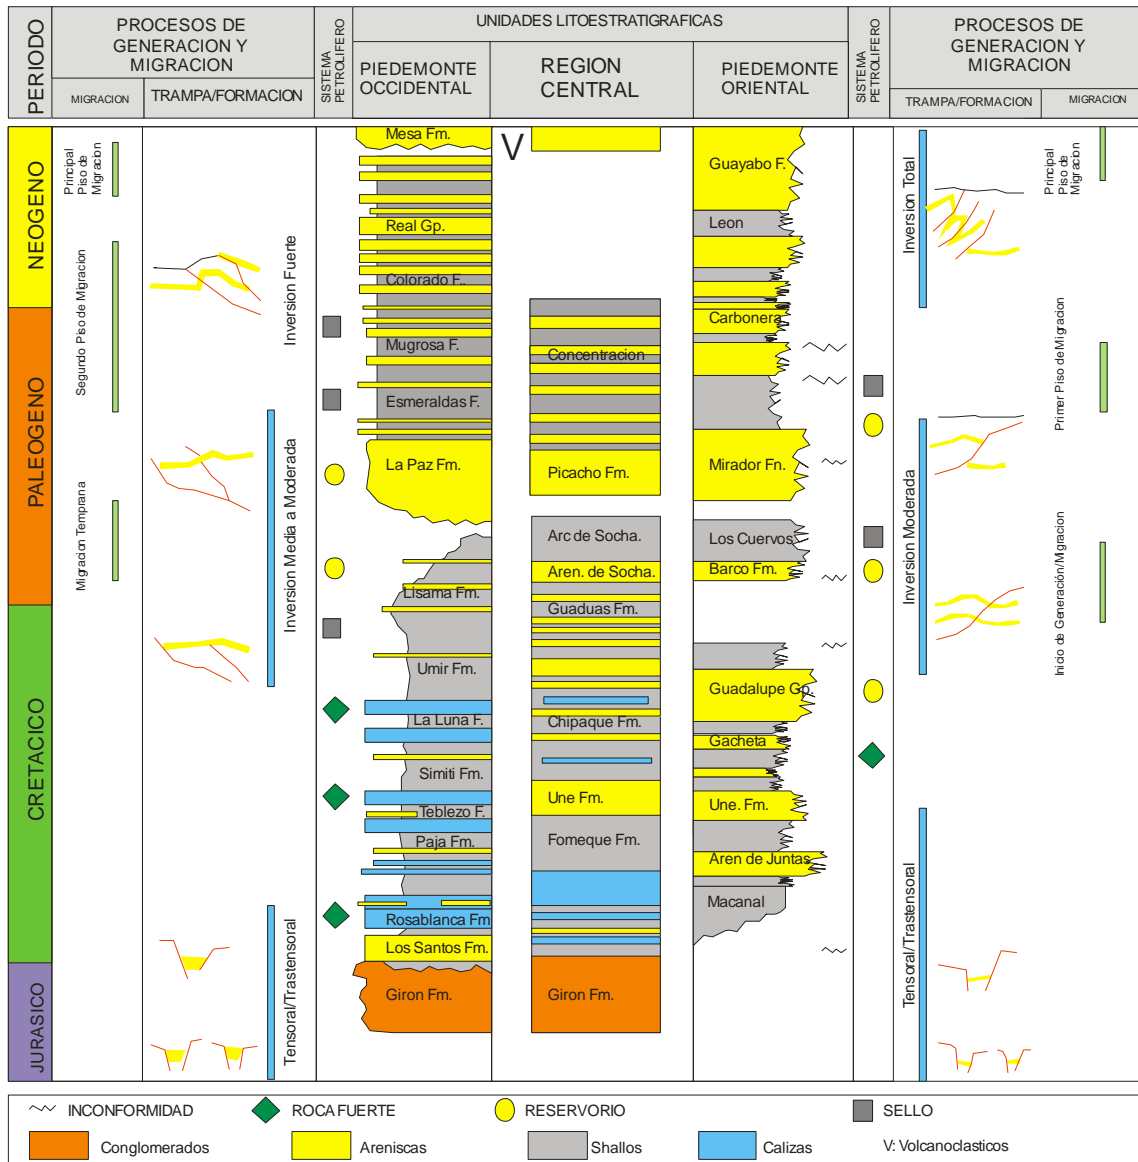 PERIODO
PROCESOS DE
GENERACION Y
MIGRACION
MIGRACION
TRAMPA/FORMACION
SISTEMA
PETROLIFERO
UNIDADES LITOESTRATIGRAFICAS
PIEDEMONTE
OCCIDENTAL
REGION
CENTRAL
PIEDEMONTE
ORIENTAL
SISTEMA
PETROLIFERO
PROCESOS DE
GENERACION Y
MIGRACION
TRAMPA/FORMACION
MIGRACION
NEOGENO
PALEOGENO
CRETACICO
JURASICO
Principal
Piso de
Migracion
Segundo Piso de Migracion
Migracion Temprana
Inversion Fuerte
Inversion Media a Moderada
Tensoral/Trastensoral
Mesa Fm.
Real Gp.
Colorado F..
Mugrosa F.
Esmeraldas F.
La Paz Fm.
Lisama Fm.
Umir Fm.
La Luna F.
Simiti Fm.
Teblezo F.
Paja Fm.
Rosablanca Fm
Los Santos Fm.
Giron Fm.
V
Concentracion
Picacho Fm.
Arc de Socha.
Aren. de Socha.
Guaduas Fm.
Chipaque Fm.
Une Fm.
Fomeque Fm.
Giron Fm.
Guayabo F.
Leon
Carbonera
Mirador Fn.
Los Cuervos
Barco Fm.
Guadalupe Gp.
Gacheta
Une. Fm.
Aren de Juntas
Macanal
Inversion Total
Inversion Moderada
Tensoral/Trastensoral
Principal
Piso de
Migracion
Primer Piso de Migracion
Inicio de Generación/Migracion
INCONFORMIDAD
ROCA FUERTE
RESERVORIO
SELLO
Conglomerados
Areniscas
Shallos
Calizas
V: Volcanoclasticos